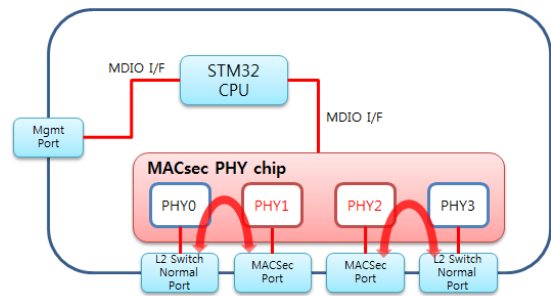 MDIO I/F
STM32
CPU
MDIO I/F
Mgmt
Port
MACsec PHY chip
PHY0
PHY1
PHY2
PHY3
L2 Switch
Normal
Port
MACSec
Port
MACSec
Port
L2 Switch
Normal
Port